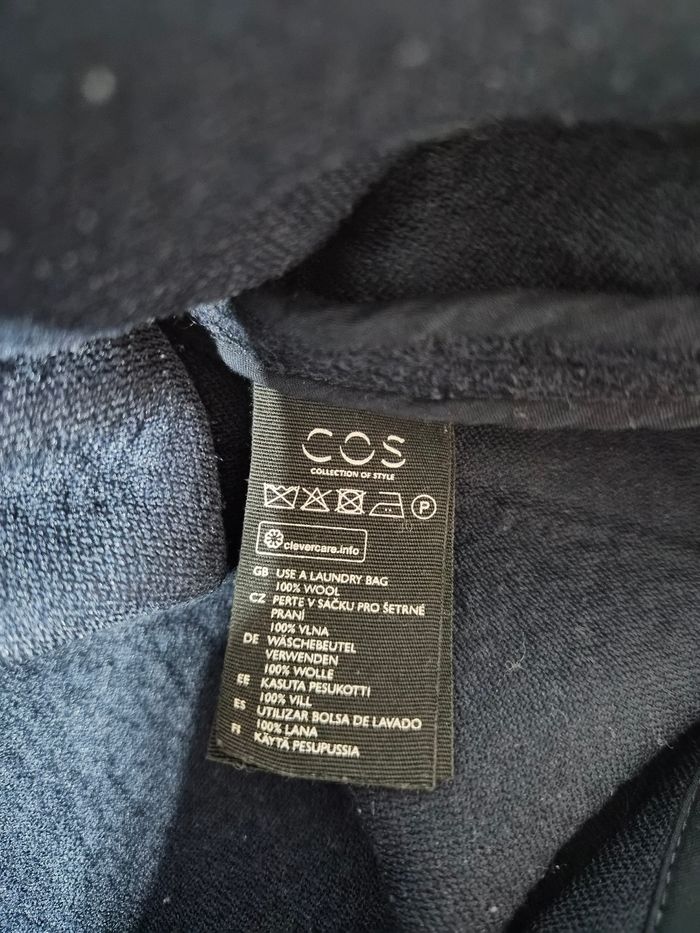 COS
COLLECTION OF STYLE
P
clevercare.info
GB USE A LAUNDRY BAG
100% WOOL
CZ PERTE V SAČKU PRO ŠETRNÉ
PRANÍ
100% VLNA
DE WÄSCHEBEUTEL
VERWENDEN
100% WOLLE
EE KASUTA PESUKOTTI
100% VILL
ES UTILIZAR BOLSA DE LAVADO
100% LANA
FI KÄYTÄ PESUPUSSIA